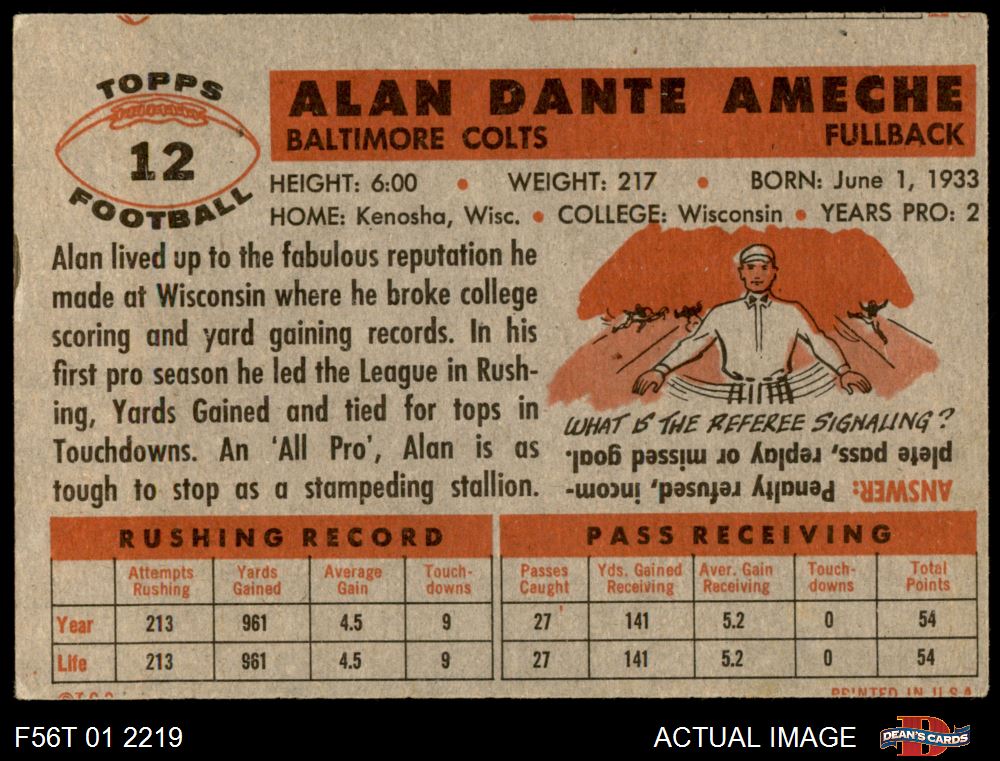 TOPPS
12
FOOTBALL
ALAN DANTE AMECHE
BALTIMORE COLTS FULLBACK
HEIGHT: 6:00 • WEIGHT: 217 • BORN: June 1, 1933
HOME: Kenosha, Wisc. • COLLEGE: Wisconsin • YEARS PRO: 2
Alan lived up to the fabulous reputation he
made at Wisconsin where he broke college
scoring and yard gaining records. In his
first pro season he led the League in Rush-
ing, Yards Gained and tied for tops in
Touchdowns. An 'All Pro', Alan is as
tough to stop as a stampeding stallion.
WHAT IS THE REFEREE SIGNALING?
ANSWER: Penalty refused, incom-
plete pass, replay or missed goal.
RUSHING RECORD
Attempts Rushing Yards Gained Average Gain Touch-downs
Year 213 961 4.5 9
Life 213 961 4.5 9
PASS RECEIVING
Passes Caught Yds. Gained Receiving Aver. Gain Receiving Touch-downs Total Points
27 141 5.2 0 54
27 141 5.2 0 54
©T.C.G. PRINTED IN U.S.A.
F56T 01 2219 ACTUAL IMAGE DEAN'S CARDS